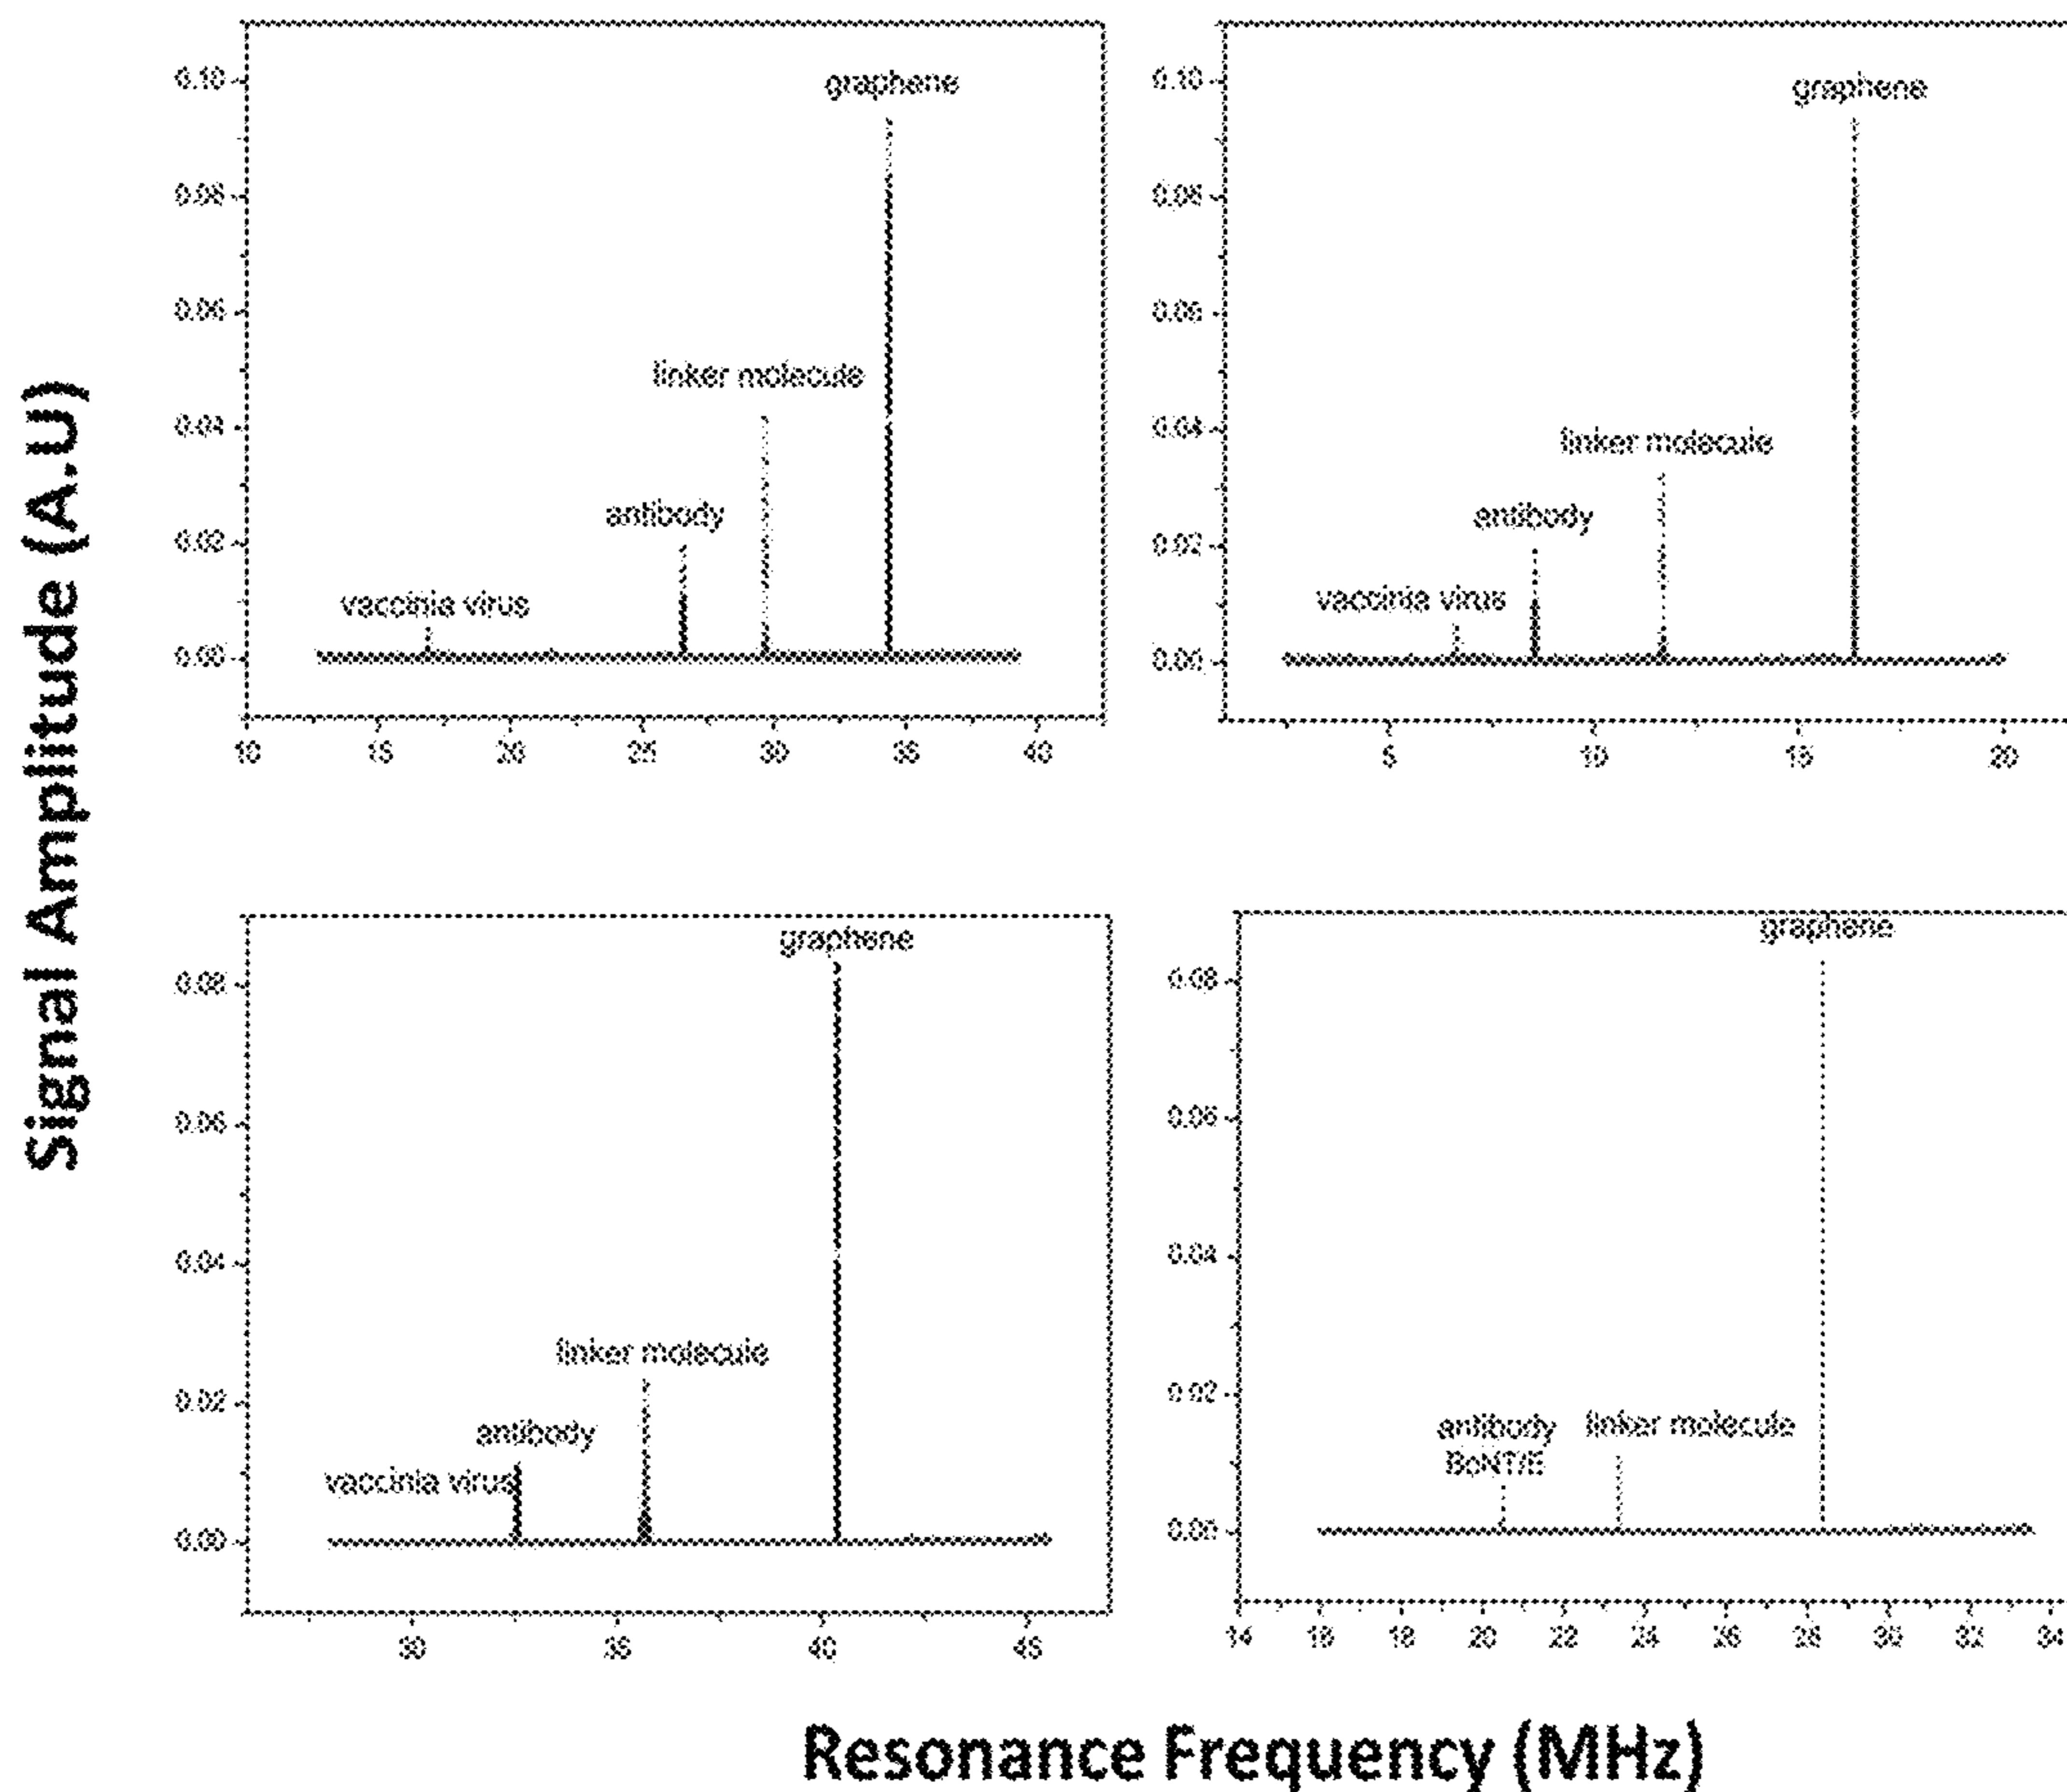 Signal Amplitude (A.U)
0.10
0.08
0.06
0.04
0.02
0.00
graphene
linker molecule
antibody
vaccinia virus
10 15 20 25 30 35 40
0.10
0.08
0.06
0.04
0.02
graphene
linker molecule
antibody
vaccinia virus
5 10 15 20
0.08
0.06
0.04
0.02
0.00
graphene
linker molecule
antibody
vaccinia virus
30 35 40 45
0.08
0.06
0.04
0.02
0.00
graphene
antibody linker molecule
BoNT/E
14 16 18 20 22 24 26 28 30 32 34
Resonance Frequency (MHz)